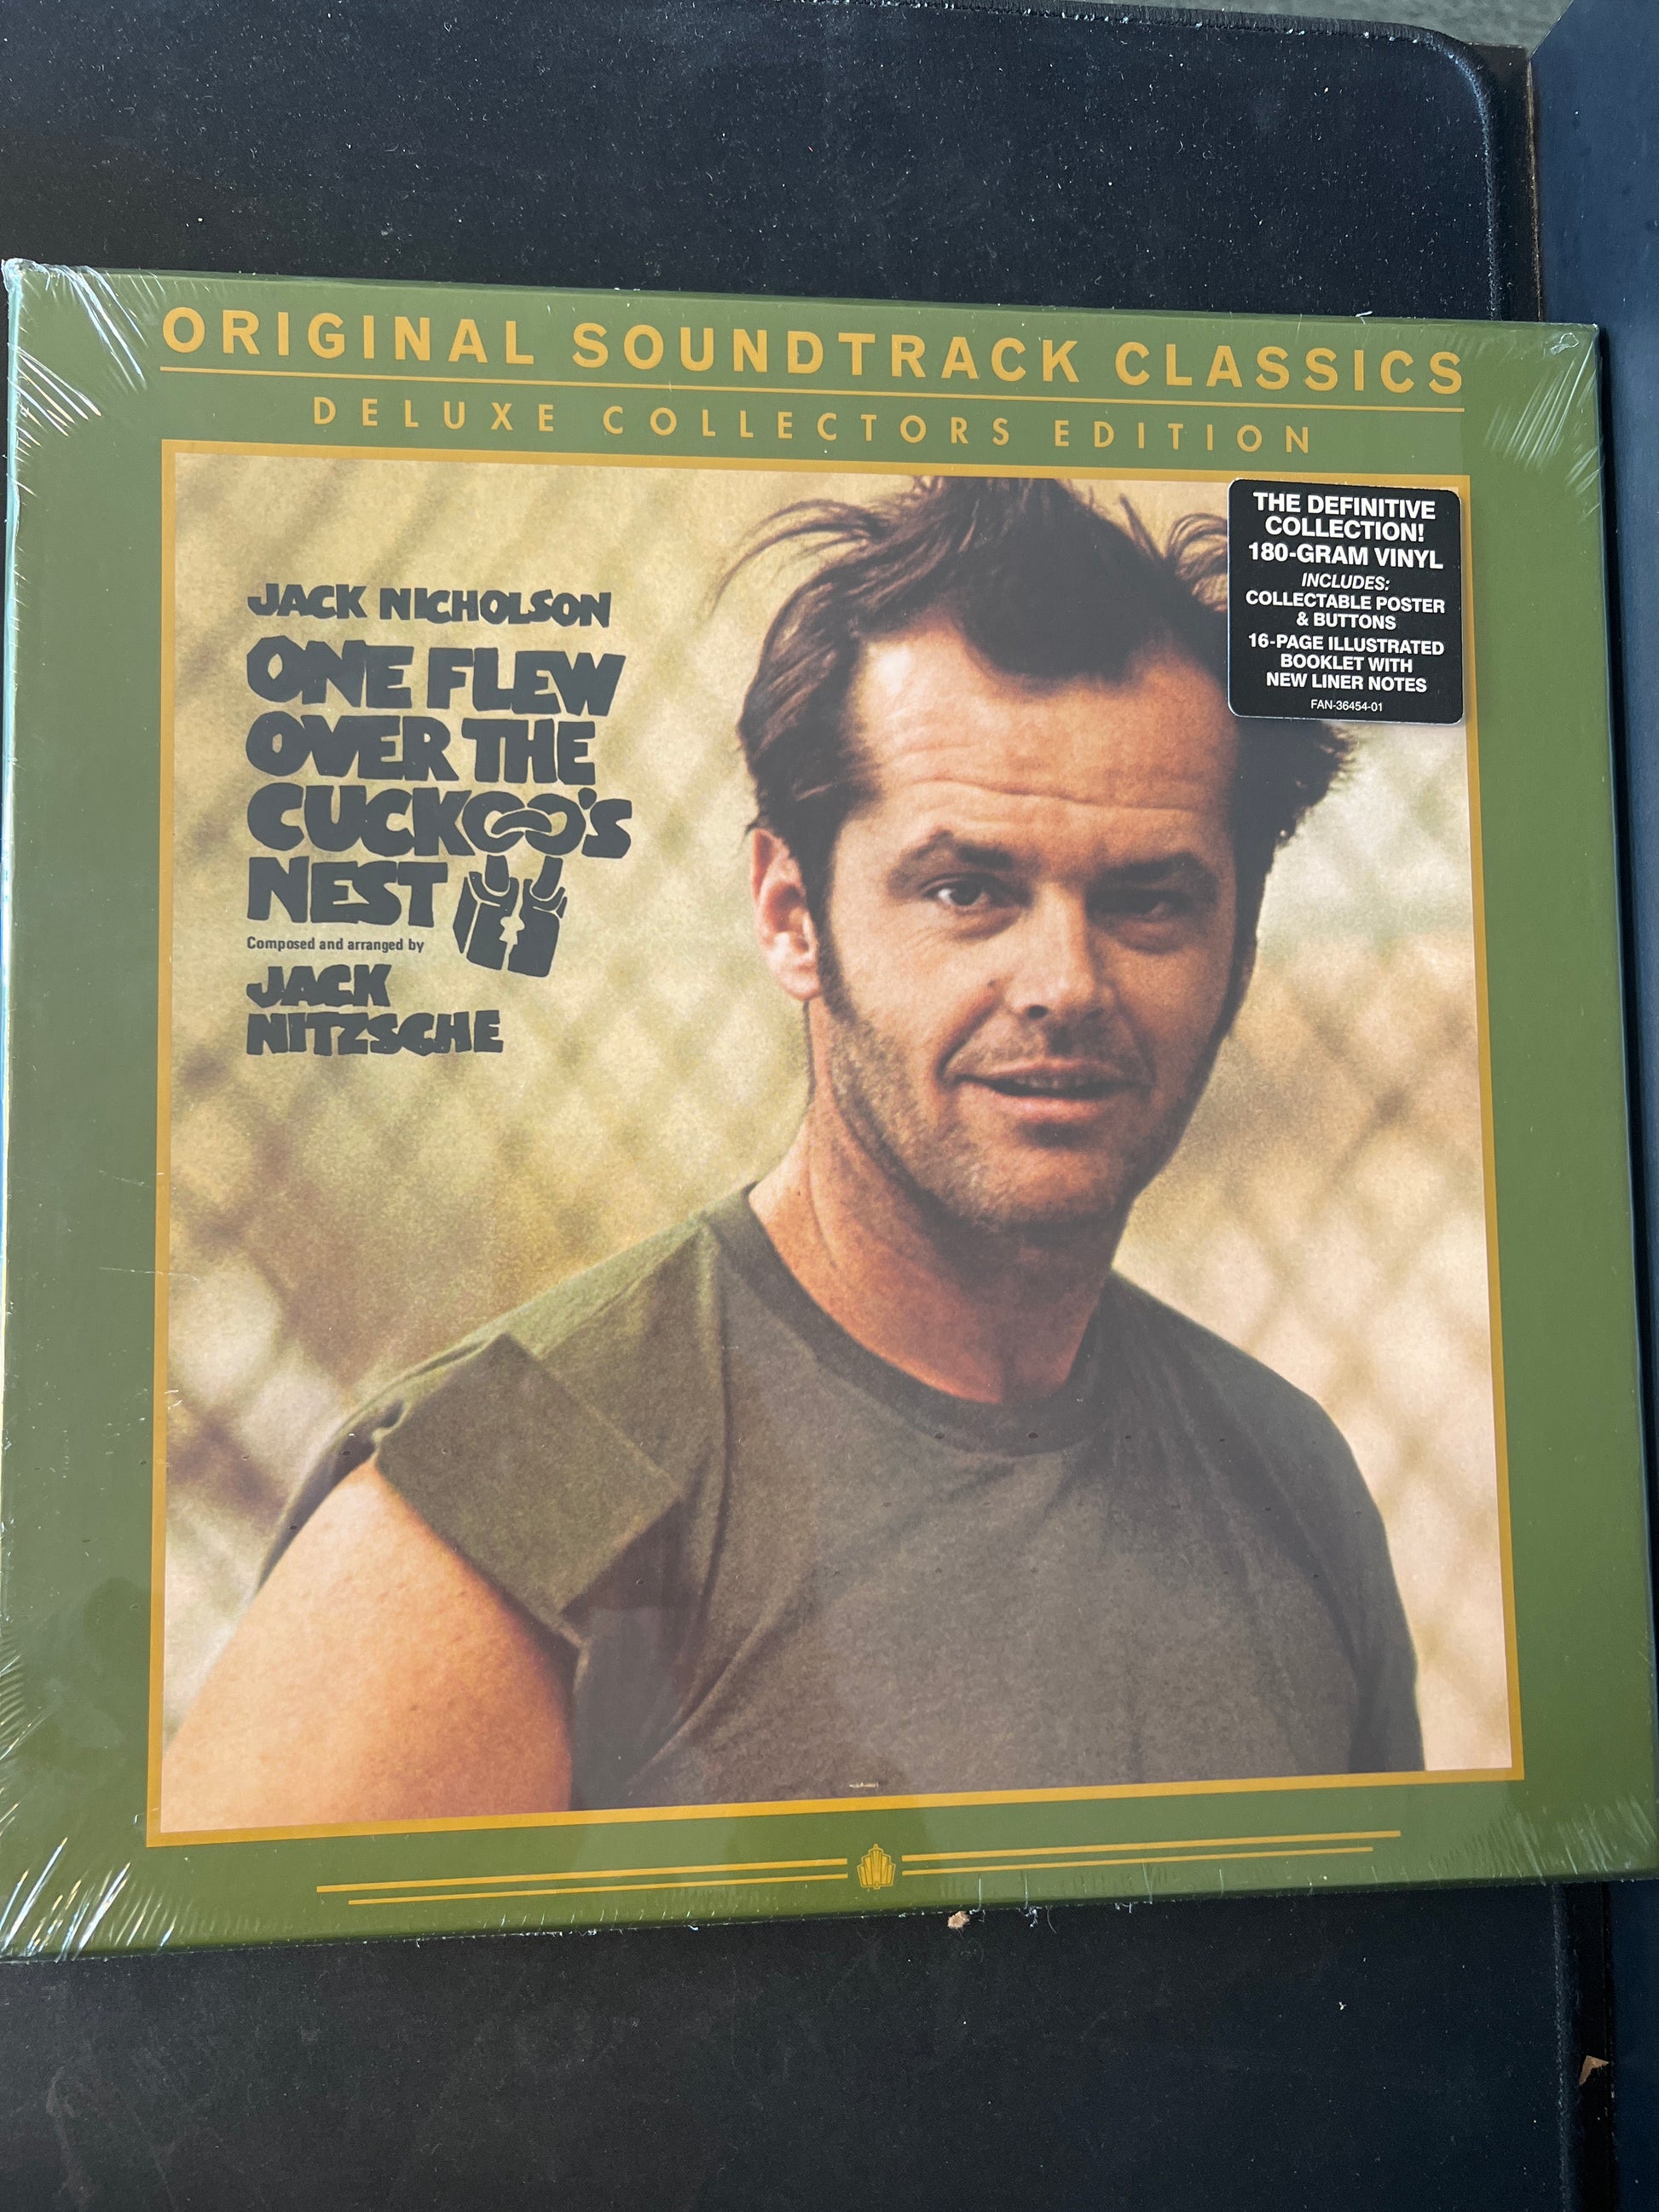 ORIGINAL SOUNDTRACK CLASSICS
DELUXE COLLECTORS EDITION
THE DEFINITIVE
COLLECTION!
180-GRAM VINYL
INCLUDES:
COLLECTABLE POSTER
& BUTTONS
16-PAGE ILLUSTRATED
BOOKLET WITH
NEW LINER NOTES
FAN-36454-01
JACK NICHOLSON
ONE FLEW
OVER THE
CUCKOO'S
NEST
Composed and arranged by
JACK
NITZSCHE